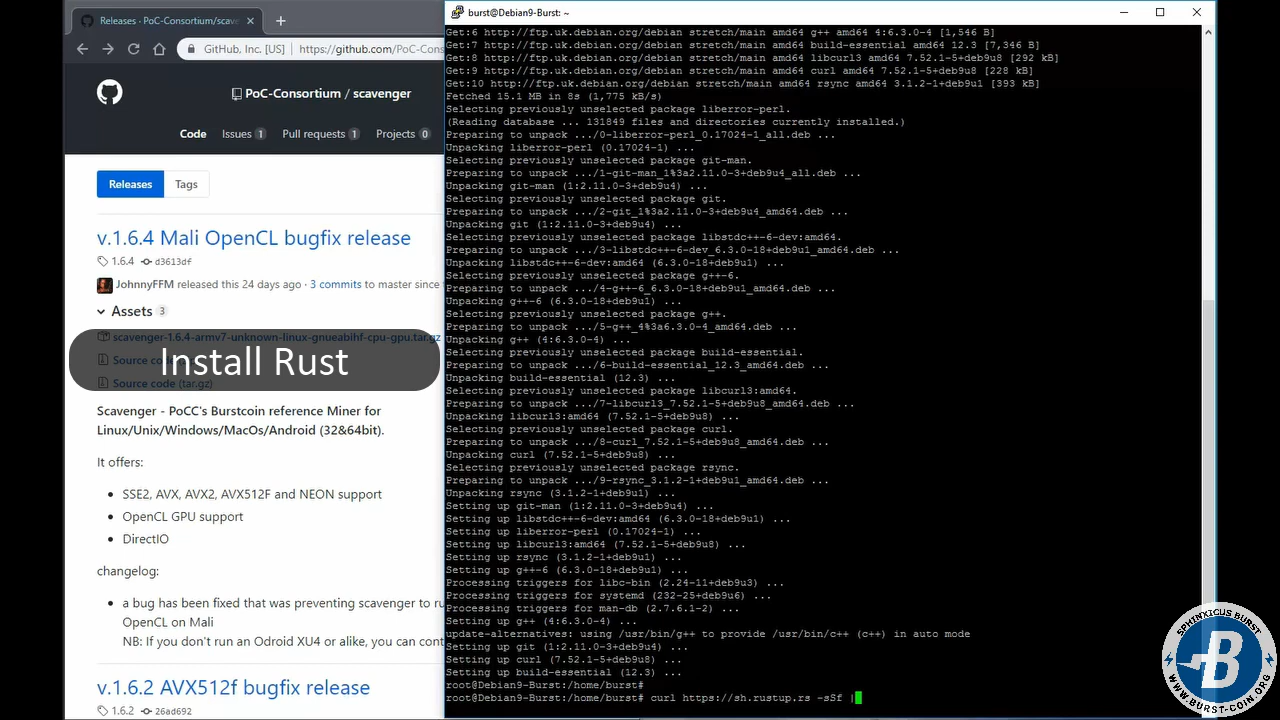 Releases · PoC-Consortium/scave
GitHub, Inc. [US]
https://github.com/PoC-Cons
PoC-Consortium / scavenger
Code
Issues 1
Pull requests 1
Projects 0
Releases
Tags
v.1.6.4 Mali OpenCL bugfix release
1.6.4
d3613df
JohnnyFFM released this 24 days ago · 3 commits to master since
Assets 3
scavenger-1.6.4-armv7-unknown-linux-gnueabihf-cpu-gpu.tar.gz
Source code
Source code (tar.gz)
Install Rust
Scavenger - PoCC's Burstcoin reference Miner for
Linux/Unix/Windows/MacOs/Android (32&64bit).
It offers:
• SSE2, AVX, AVX2, AVX512F and NEON support
• OpenCL GPU support
• DirectIO
changelog:
• a bug has been fixed that was preventing scavenger to ru
OpenCL on Mali
NB: If you don't run an Odroid XU4 or alike, you can cont
v.1.6.2 AVX512f bugfix release
1.6.2
26ad692
burst@Debian9-Burst: ~
Get:6 http://ftp.uk.debian.org/debian stretch/main amd64 g++ amd64 4:6.3.0-4 [1,546 B]
Get:7 http://ftp.uk.debian.org/debian stretch/main amd64 build-essential amd64 12.3 [7,346 B]
Get:8 http://ftp.uk.debian.org/debian stretch/main amd64 libcurl3 amd64 7.52.1-5+deb9u8 [292 kB]
Get:9 http://ftp.uk.debian.org/debian stretch/main amd64 curl amd64 7.52.1-5+deb9u8 [228 kB]
Get:10 http://ftp.uk.debian.org/debian stretch/main amd64 rsync amd64 3.1.2-1+deb9u1 [393 kB]
Fetched 15.1 MB in 8s (1,775 kB/s)
Selecting previously unselected package liberror-perl.
(Reading database ... 131849 files and directories currently installed.)
Preparing to unpack .../0-liberror-perl_0.17024-1_all.deb ...
Unpacking liberror-perl (0.17024-1) ...
Selecting previously unselected package git-man.
Preparing to unpack .../1-git-man_1%3a2.11.0-3+deb9u4_all.deb ...
Unpacking git-man (1:2.11.0-3+deb9u4) ...
Selecting previously unselected package git.
Preparing to unpack .../2-git_1%3a2.11.0-3+deb9u4_amd64.deb ...
Unpacking git (1:2.11.0-3+deb9u4) ...
Selecting previously unselected package libstdc++-6-dev:amd64.
Preparing to unpack .../3-libstdc++-6-dev_6.3.0-18+deb9u1_amd64.deb ...
Unpacking libstdc++-6-dev:amd64 (6.3.0-18+deb9u1) ...
Selecting previously unselected package g++-6.
Preparing to unpack .../4-g++-6_6.3.0-18+deb9u1_amd64.deb ...
Unpacking g++-6 (6.3.0-18+deb9u1) ...
Selecting previously unselected package g++.
Preparing to unpack .../5-g++_4%3a6.3.0-4_amd64.deb ...
Unpacking g++ (4:6.3.0-4) ...
Selecting previously unselected package build-essential.
Preparing to unpack .../6-build-essential_12.3_amd64.deb ...
Unpacking build-essential (12.3) ...
Selecting previously unselected package libcurl3:amd64.
Preparing to unpack .../7-libcurl3_7.52.1-5+deb9u8_amd64.deb ...
Unpacking libcurl3:amd64 (7.52.1-5+deb9u8) ...
Selecting previously unselected package curl.
Preparing to unpack .../8-curl_7.52.1-5+deb9u8_amd64.deb ...
Unpacking curl (7.52.1-5+deb9u8) ...
Selecting previously unselected package rsync.
Preparing to unpack .../9-rsync_3.1.2-1+deb9u1_amd64.deb ...
Unpacking rsync (3.1.2-1+deb9u1) ...
Setting up git-man (1:2.11.0-3+deb9u4) ...
Setting up libstdc++-6-dev:amd64 (6.3.0-18+deb9u1) ...
Setting up liberror-perl (0.17024-1) ...
Setting up libcurl3:amd64 (7.52.1-5+deb9u8) ...
Setting up rsync (3.1.2-1+deb9u1) ...
Setting up g++-6 (6.3.0-18+deb9u1) ...
Processing triggers for libc-bin (2.24-11+deb9u3) ...
Processing triggers for systemd (232-25+deb9u6) ...
Processing triggers for man-db (2.7.6.1-2) ...
Setting up g++ (4:6.3.0-4) ...
update-alternatives: using /usr/bin/g++ to provide /usr/bin/c++ (c++) in auto mode
Setting up git (1:2.11.0-3+deb9u4) ...
Setting up curl (7.52.1-5+deb9u8) ...
Setting up build-essential (12.3) ...
root@Debian9-Burst:/home/burst#
root@Debian9-Burst:/home/burst# curl https://sh.rustup.rs -sSf |
SPHINXICUS BURST
B
WWW.BURST-COIN.ORG